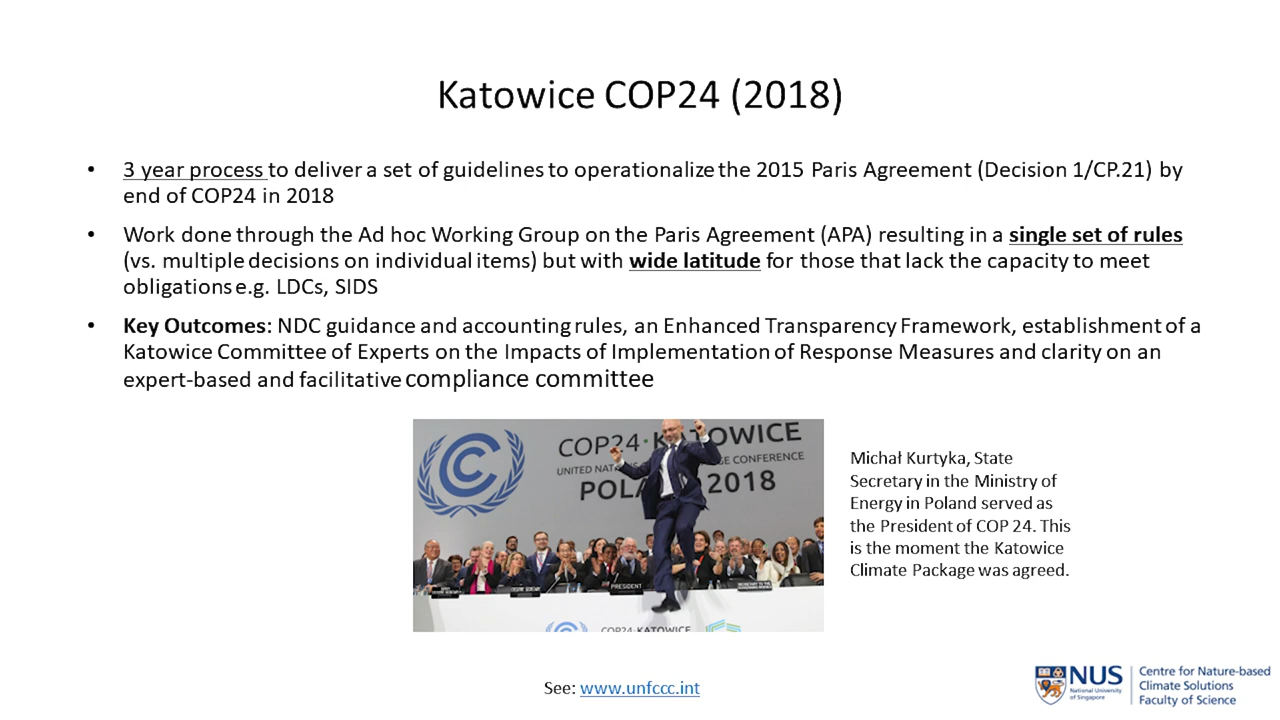 Katowice COP24 (2018)
• 3 year process to deliver a set of guidelines to operationalize the 2015 Paris Agreement (Decision 1/CP.21) by
end of COP24 in 2018
• Work done through the Ad hoc Working Group on the Paris Agreement (APA) resulting in a single set of rules
(vs. multiple decisions on individual items) but with wide latitude for those that lack the capacity to meet
obligations e.g. LDCs, SIDS
• Key Outcomes: NDC guidance and accounting rules, an Enhanced Transparency Framework, establishment of a
Katowice Committee of Experts on the Impacts of Implementation of Response Measures and clarity on an
expert-based and facilitative compliance committee
COP24·KATOWICE
UNITED CONFERENCE
2018
PRESIDENT
COP24·KATOWICE
Michał Kurtyka, State
Secretary in the Ministry of
Energy in Poland served as
the President of COP 24. This
is the moment the Katowice
Climate Package was agreed.
See: www.unfccc.int
NUS
National University
of Singapore
Centre for Nature-based
Climate Solutions
Faculty of Science